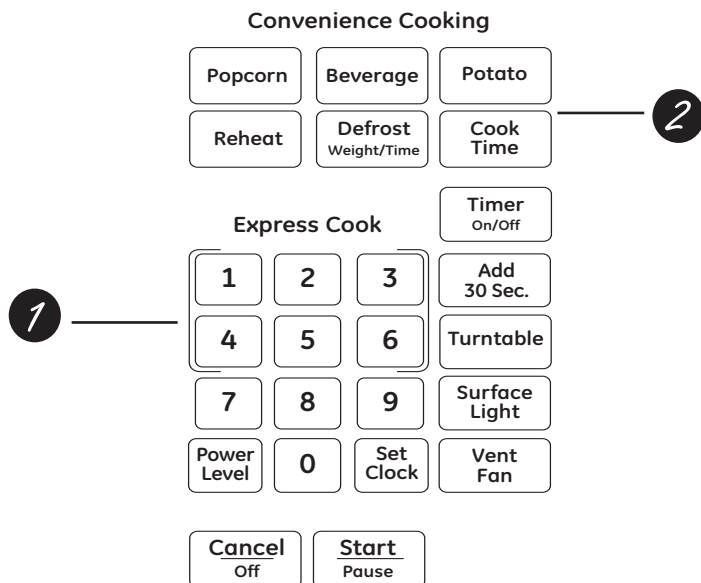 Convenience Cooking
Popcorn Beverage Potato
Reheat Defrost Weight/Time Cook Time
2
Timer On/Off
Express Cook
1 2 3 Add 30 Sec.
1
4 5 6 Turntable
7 8 9 Surface Light
Power Level 0 Set Clock Vent Fan
Cancel Off Start Pause